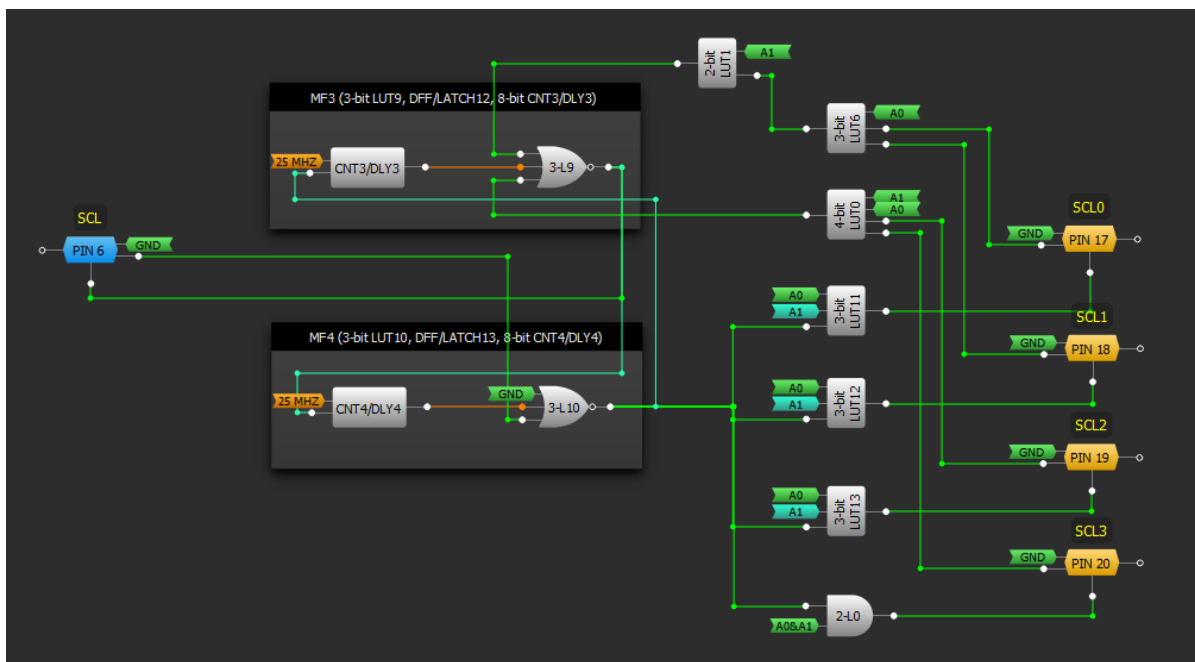 2-bit LUT1
A1
MF3 (3-bit LUT9, DFF/LATCH12, 8-bit CNT3/DLY3)
3-bit LUT6
A0
25 MHZ
CNT3/DLY3
3-L9
4-bit LUT0
A1
A0
SCL
PIN 6
GND
SCL0
GND
PIN 17
A0
A1
3-bit LUT11
SCL1
GND
PIN 18
MF4 (3-bit LUT10, DFF/LATCH13, 8-bit CNT4/DLY4)
25 MHZ
CNT4/DLY4
GND
3-L10
A0
A1
3-bit LUT12
SCL2
GND
PIN 19
A0
A1
3-bit LUT13
SCL3
GND
PIN 20
A0&A1
2-L0